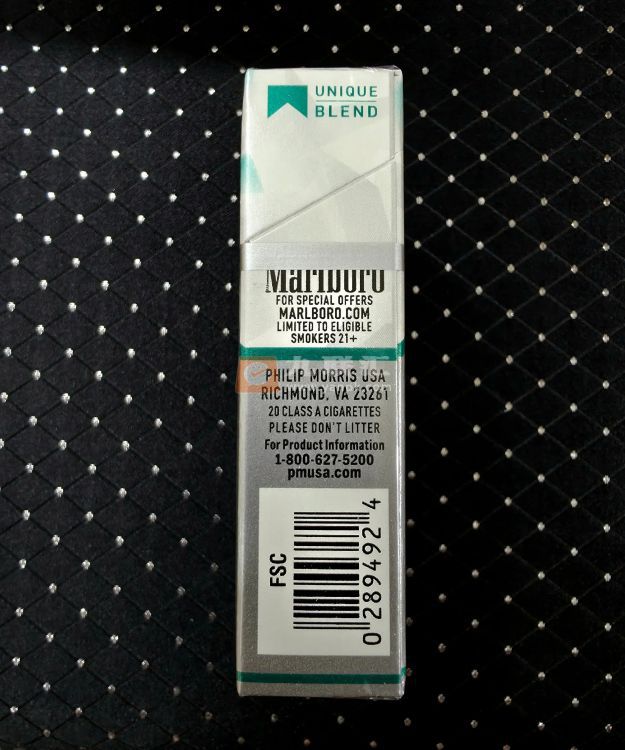 UNIQUE
BLEND
Marlboro
FOR SPECIAL OFFERS
MARLBORO.COM
LIMITED TO ELIGIBLE
SMOKERS 21+
PHILIP MORRIS USA
RICHMOND, VA 23261
20 CLASS A CIGARETTES
PLEASE DON'T LITTER
For Product Information
1-800-627-5200
pmusa.com
FSC
0 289492 4